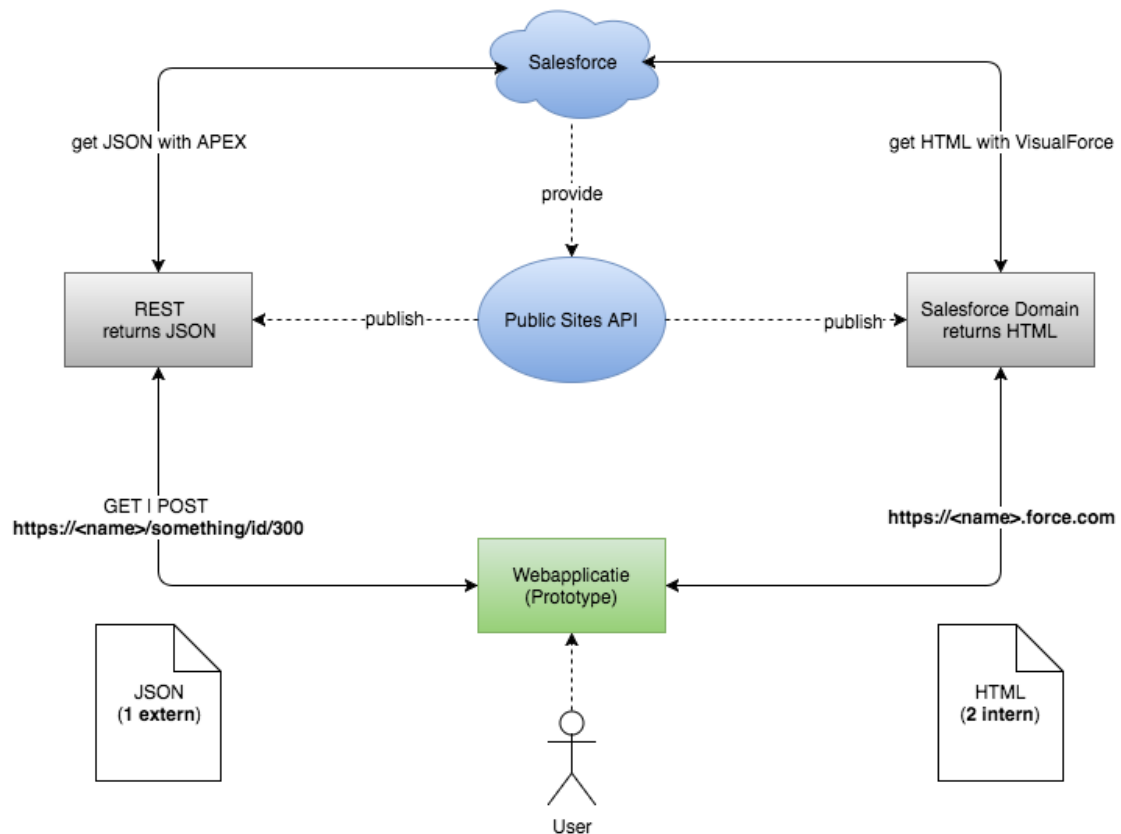 Salesforce
get JSON with APEX
get HTML with VisualForce
provide
REST
returns JSON
publish
Public Sites API
publish
Salesforce Domain
returns HTML
GET | POST
https://<name>/something/id/300
https://<name>.force.com
Webapplicatie
(Prototype)
JSON
(1 extern)
HTML
(2 intern)
User